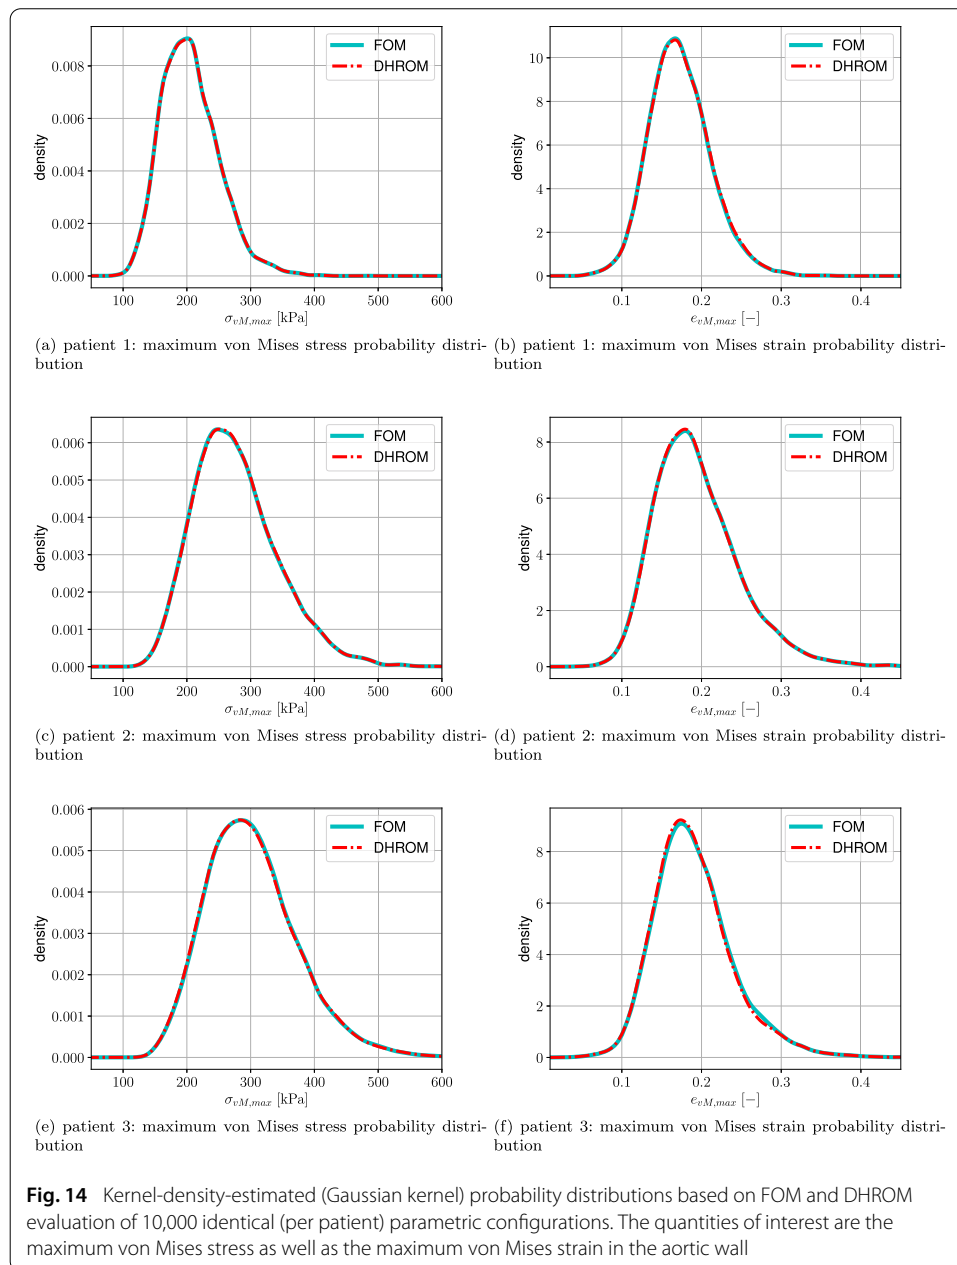 FOM
DHROM
0.008
0.006
0.004
0.002
0.000
density
100
200
300
400
500
600
σvM,max [kPa]
(a) patient 1: maximum von Mises stress probability distri-
bution
FOM
DHROM
10
8
6
4
2
0
density
0.1
0.2
0.3
0.4
evM,max [−]
(b) patient 1: maximum von Mises strain probability distri-
bution
FOM
DHROM
0.006
0.005
0.004
0.003
0.002
0.001
0.000
density
100
200
300
400
500
600
σvM,max [kPa]
(c) patient 2: maximum von Mises stress probability distri-
bution
FOM
DHROM
8
6
4
2
0
density
0.1
0.2
0.3
0.4
evM,max [−]
(d) patient 2: maximum von Mises strain probability distri-
bution
FOM
DHROM
0.006
0.005
0.004
0.003
0.002
0.001
0.000
density
100
200
300
400
500
600
σvM,max [kPa]
(e) patient 3: maximum von Mises stress probability distri-
bution
FOM
DHROM
8
6
4
2
0
density
0.1
0.2
0.3
0.4
evM,max [−]
(f) patient 3: maximum von Mises strain probability distri-
bution
Fig. 14 Kernel-density-estimated (Gaussian kernel) probability distributions based on FOM and DHROM
evaluation of 10,000 identical (per patient) parametric configurations. The quantities of interest are the
maximum von Mises stress as well as the maximum von Mises strain in the aortic wall